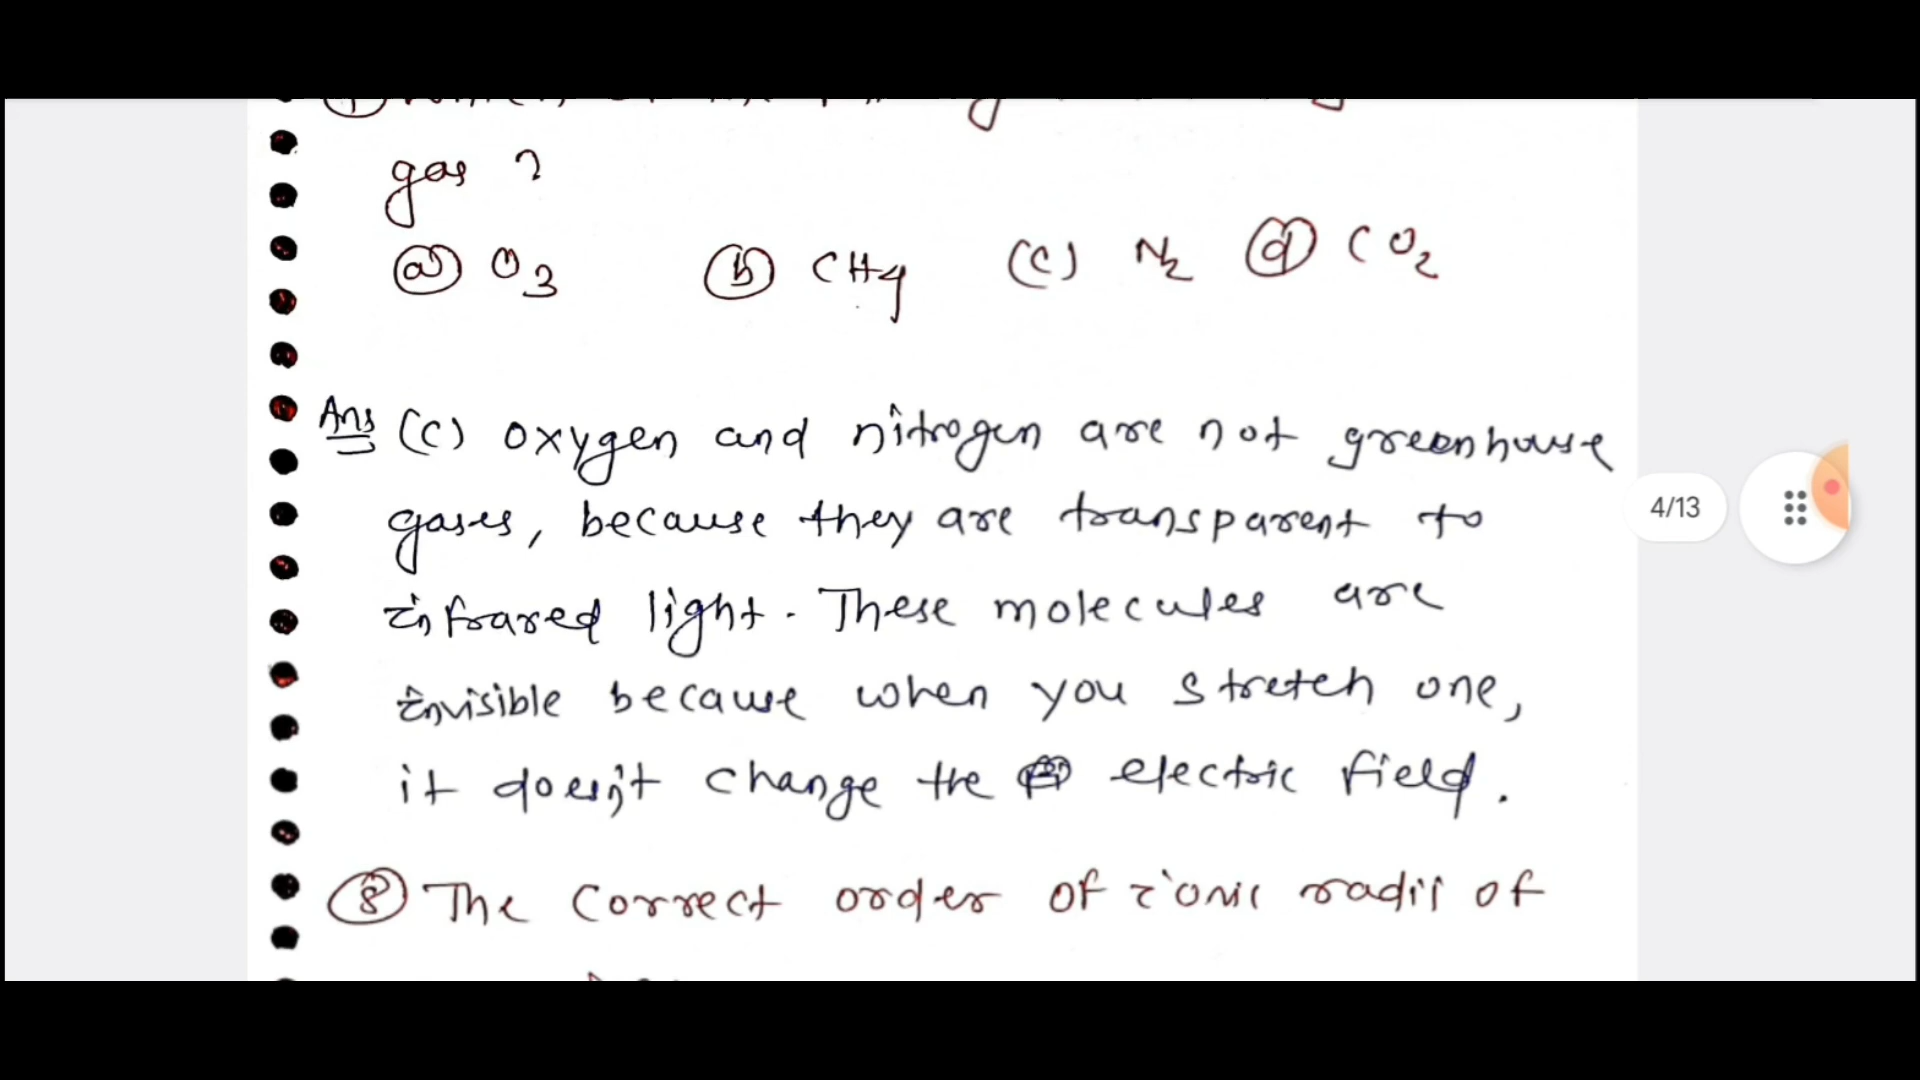 gas ?
(a) O3 (b) CH4 (c) N2 (d) CO2
Ans (c) oxygen and nitrogen are not greenhouse
gases, because they are transparent to
infrared light. These molecules are
invisible because when you stretch one,
it doesn't change the electric field.
(8) The correct order of ionic radii of
4/13